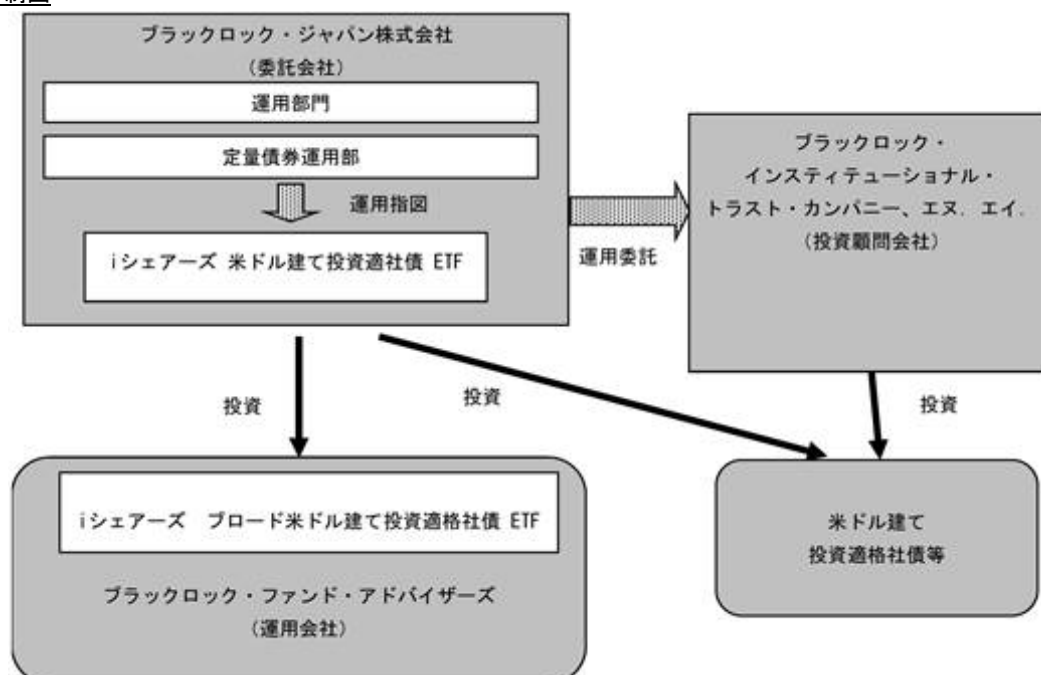 ブラックロック・ジャパン株式会社
(委託会社)
運用部門
定量債券運用部
運用指図
iシェアーズ 米ドル建て投資適社債 ETF
運用委託
ブラックロック・
インスティテューショナル・
トラスト・カンパニー、エヌ. エイ.
(投資顧問会社)
投資
投資
投資
iシェアーズ ブロード米ドル建て投資適格社債 ETF
ブラックロック・ファンド・アドバイザーズ
(運用会社)
米ドル建て
投資適格社債等